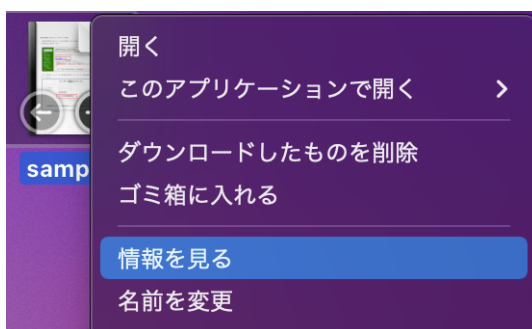 開く
このアプリケーションで開く
ダウンロードしたものを削除
ゴミ箱に入れる
samp
情報を見る
名前を変更